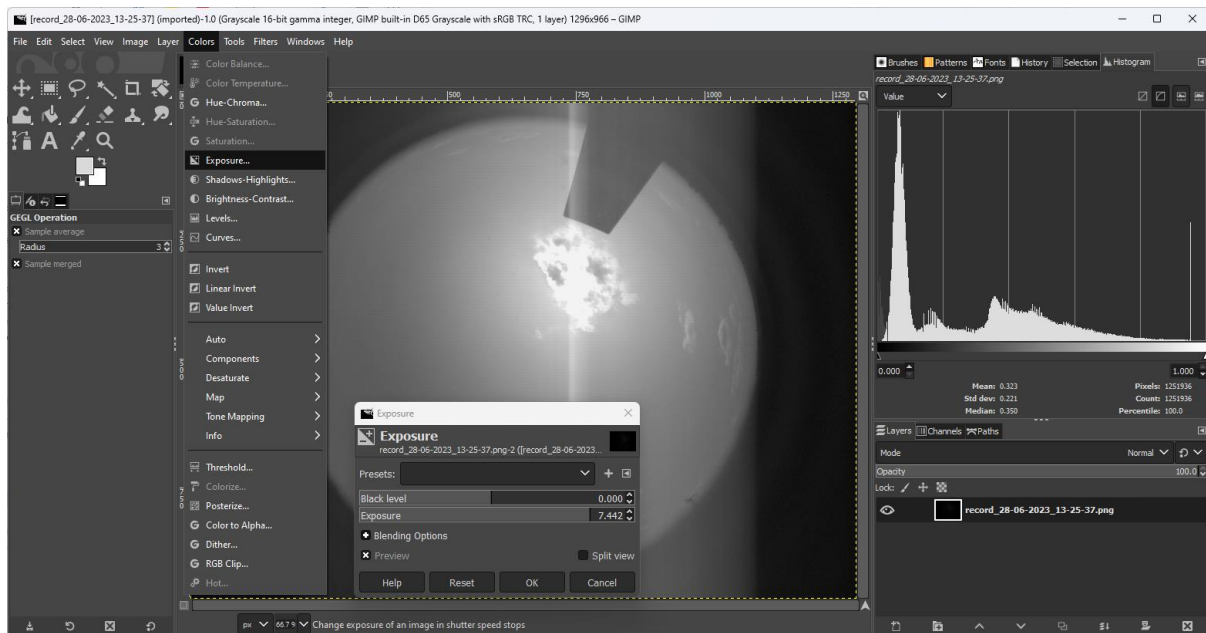 [record_28-06-2023_13-25-37] (imported)-1.0 (Grayscale 16-bit gamma integer, GIMP built-in D65 Grayscale with sRGB TRC, 1 layer) 1296x966 – GIMP
File Edit Select View Image Layer Colors Tools Filters Windows Help
Color Balance...
Color Temperature...
Hue-Chroma...
Hue-Saturation...
Saturation...
Exposure...
Shadows-Highlights...
Brightness-Contrast...
Levels...
Curves...
Invert
Linear Invert
Value Invert
Auto
Components
Desaturate
Map
Tone Mapping
Info
Threshold...
Colorize...
Posterize...
Color to Alpha...
Dither...
RGB Clip...
Hot...
GEGL Operation
Sample average
Radius 3
Sample merged
500 750 1000 1250
250
500
750
Exposure
Exposure
record_28-06-2023_13-25-37.png-2 ([record_28-06-2023...
Presets:
Black level 0.000
Exposure 7.442
Blending Options
Preview Split view
Help Reset OK Cancel
px 66.7 % Change exposure of an image in shutter speed stops
Brushes Patterns Fonts History Selection Histogram
record_28-06-2023_13-25-37.png
Value
0.000 1.000
Mean: 0.323 Pixels: 1251936
Std dev: 0.221 Count: 1251936
Median: 0.350 Percentile: 100.0
Layers Channels Paths
Mode Normal
Opacity 100.0
Lock:
record_28-06-2023_13-25-37.png